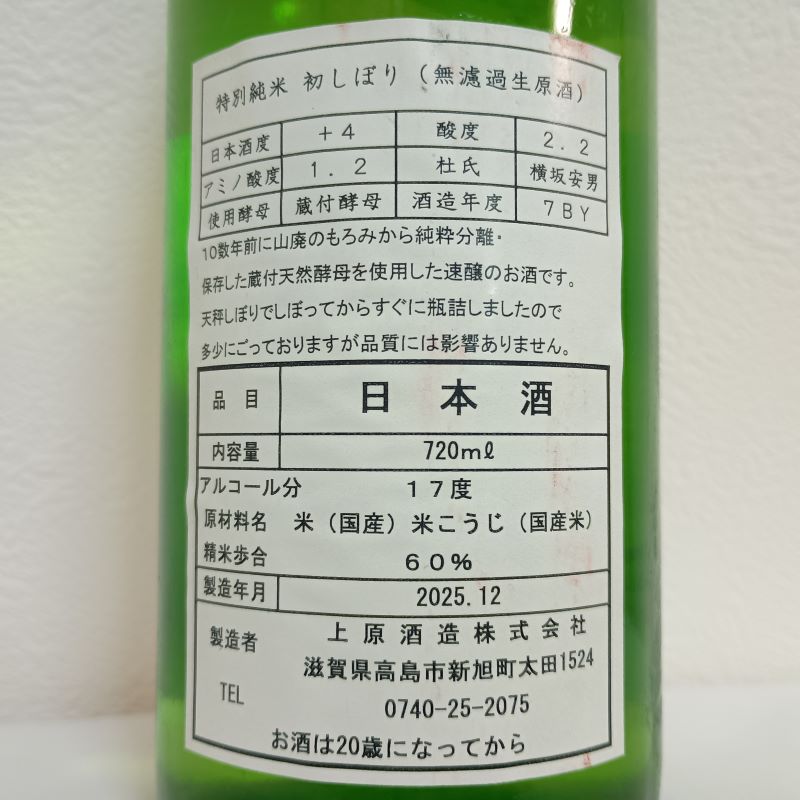 特別純米 初しぼり（無濾過生原酒）
日本酒度 +4 酸度 2.2
アミノ酸度 1.2 杜氏 横坂安男
使用酵母 蔵付酵母 酒造年度 7BY
10数年前に山廃のもろみから純粋分離・
保存した蔵付天然酵母を使用した速醸のお酒です。
天秤しぼりでしぼってからすぐに瓶詰しましたので
多少にごっておりますが品質には影響ありません。
品目 日本酒
内容量 720mℓ
アルコール分 17度
原材料名 米（国産）米こうじ（国産米）
精米歩合 60%
製造年月 2025.12
製造者 上原酒造株式会社
滋賀県高島市新旭町太田1524
TEL 0740-25-2075
お酒は20歳になってから